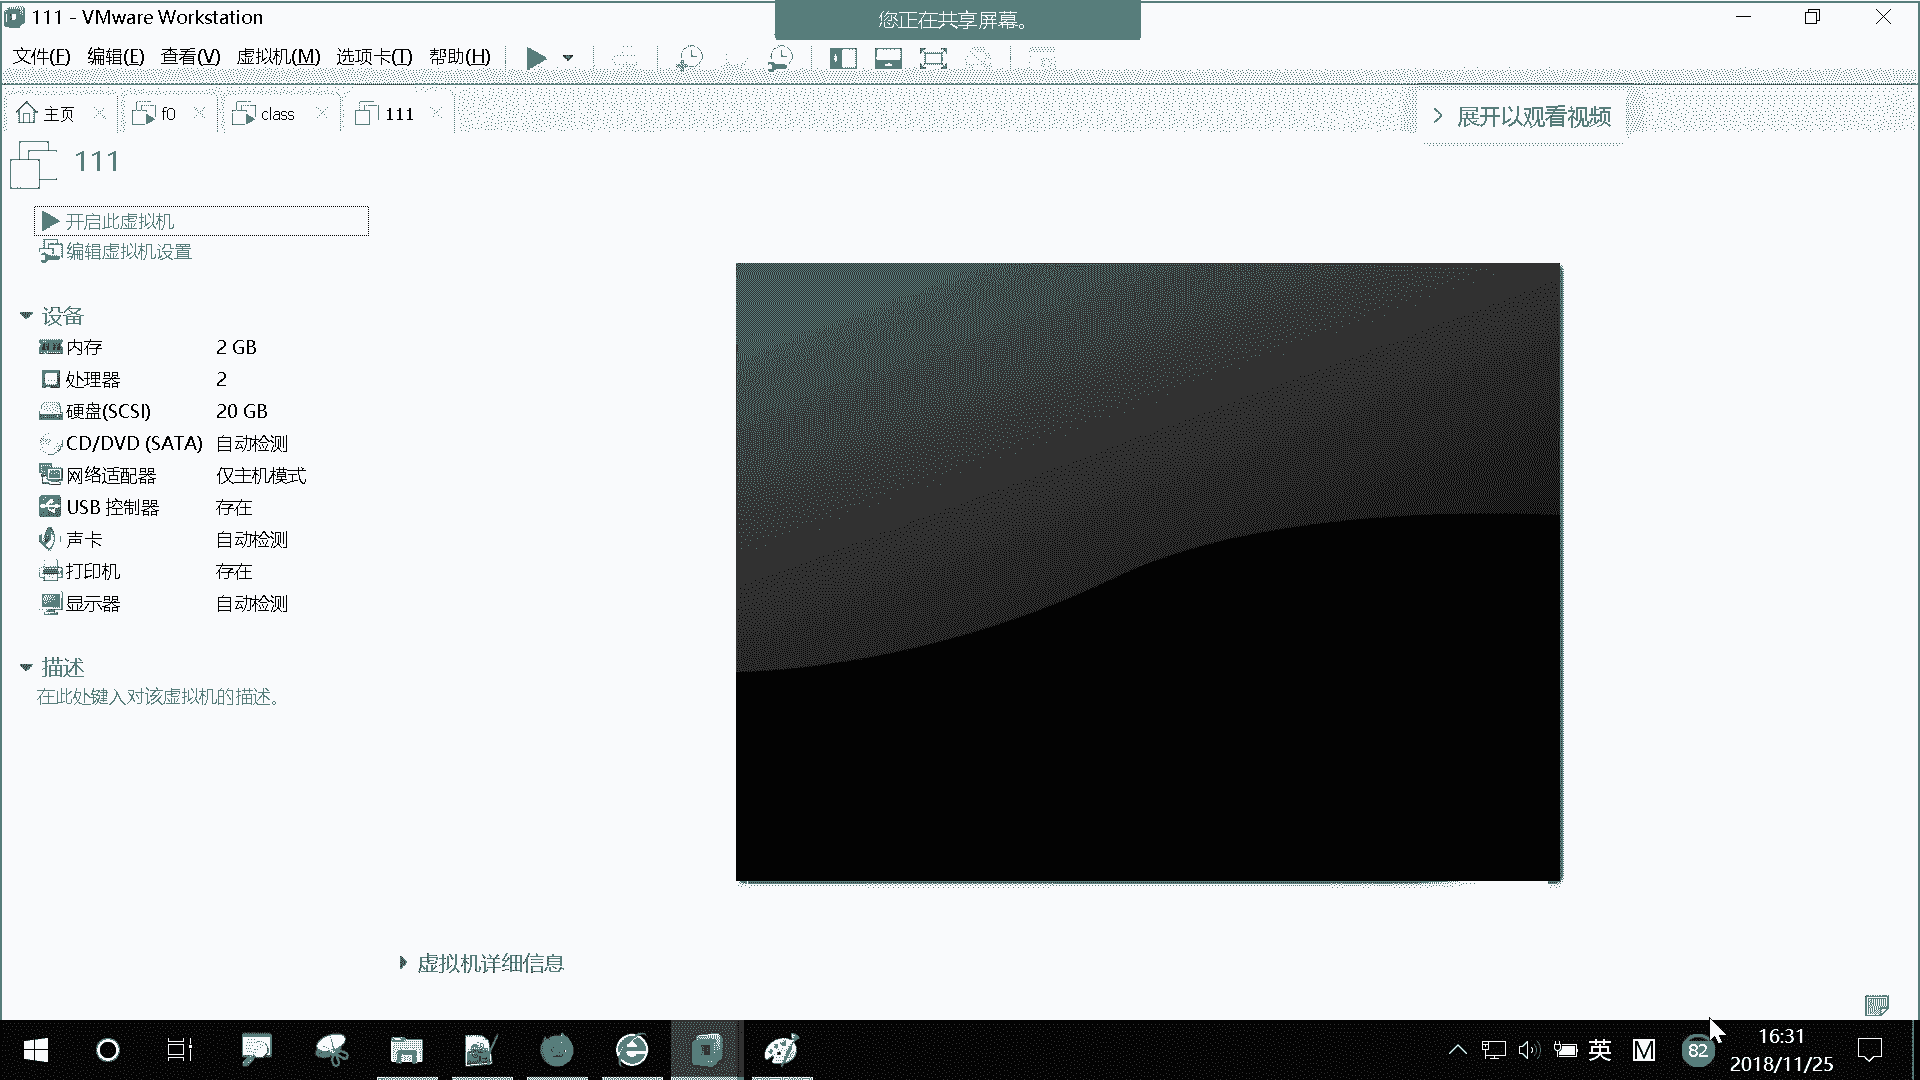 111 - VMware Workstation
您正在共享屏幕。
文件(F) 编辑(E) 查看(V) 虚拟机(M) 选项卡(T) 帮助(H)
主页 f0 class 111
展开以观看视频
111
开启此虚拟机
编辑虚拟机设置
设备
内存 2 GB
处理器 2
硬盘(SCSI) 20 GB
CD/DVD (SATA) 自动检测
网络适配器 仅主机模式
USB 控制器 存在
声卡 自动检测
打印机 存在
显示器 自动检测
描述
在此处键入对该虚拟机的描述。
虚拟机详细信息
英 M 82
16:31
2018/11/25